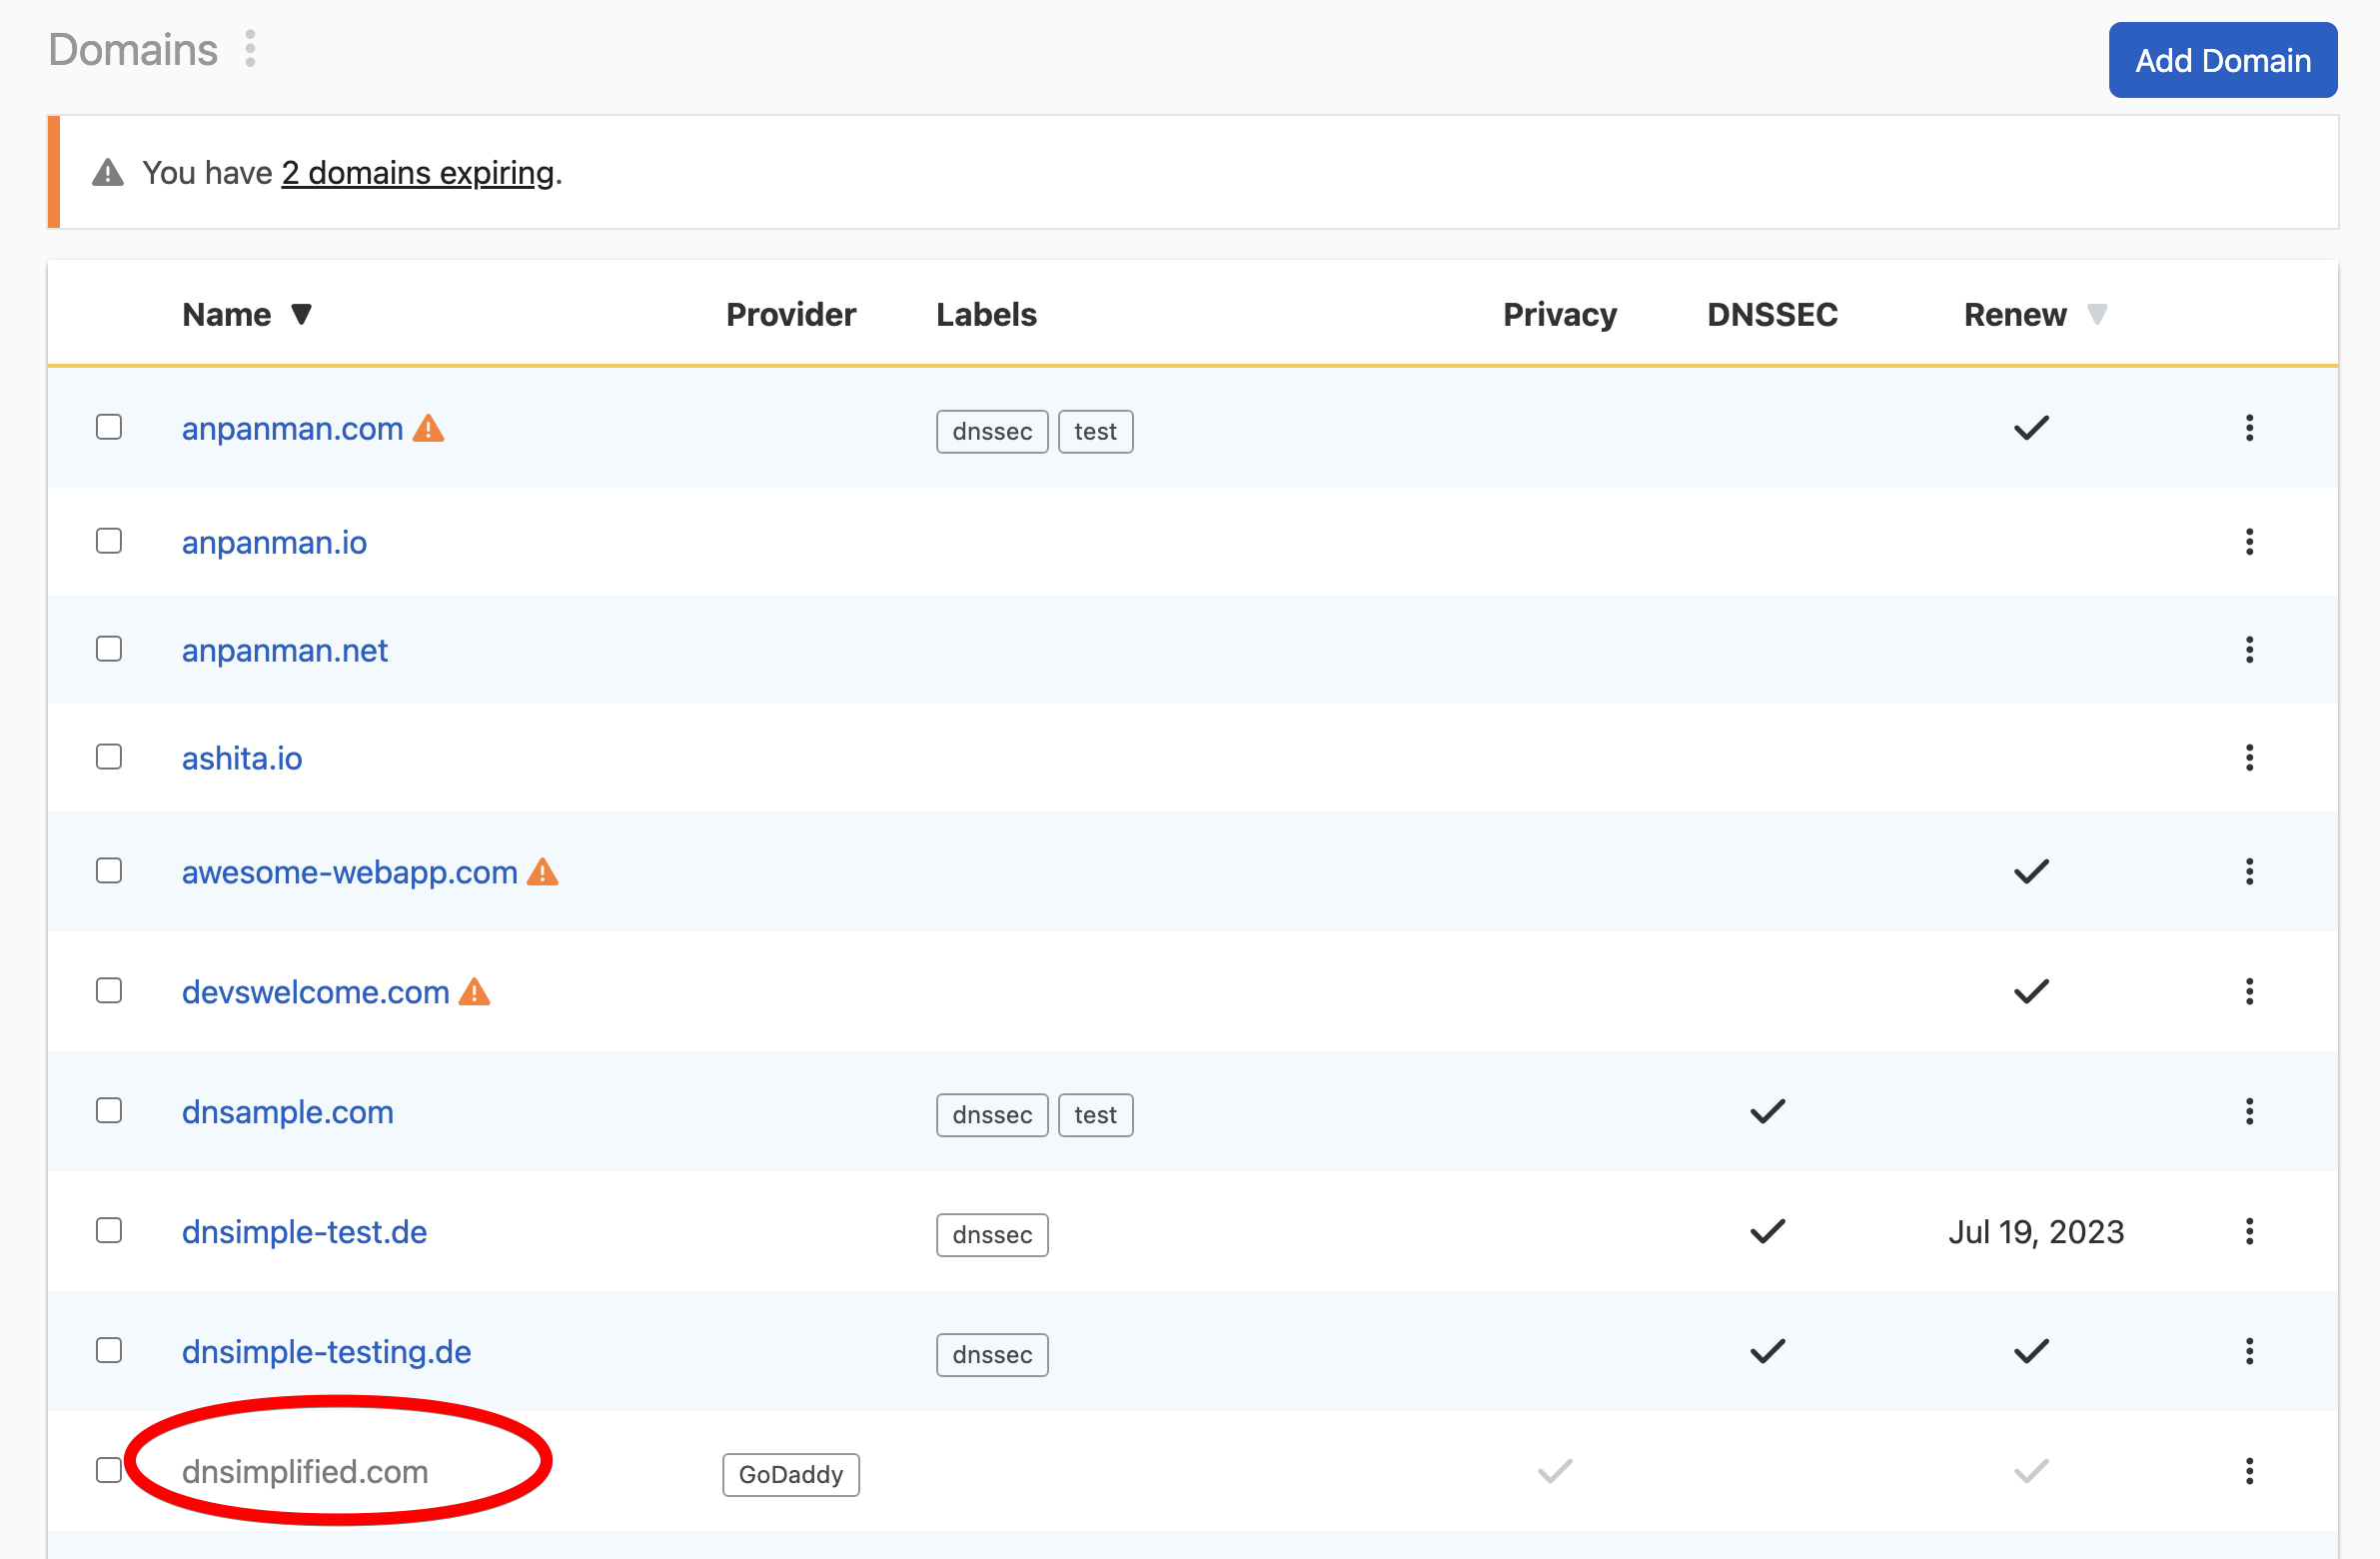 Domains
Add Domain
You have 2 domains expiring.
Name Provider Labels Privacy DNSSEC Renew
anpanman.com dnssec test
anpanman.io
anpanman.net
ashita.io
awesome-webapp.com
devswelcome.com
dnsample.com dnssec test
dnsimple-test.de dnssec Jul 19, 2023
dnsimple-testing.de dnssec
dnsimplified.com GoDaddy